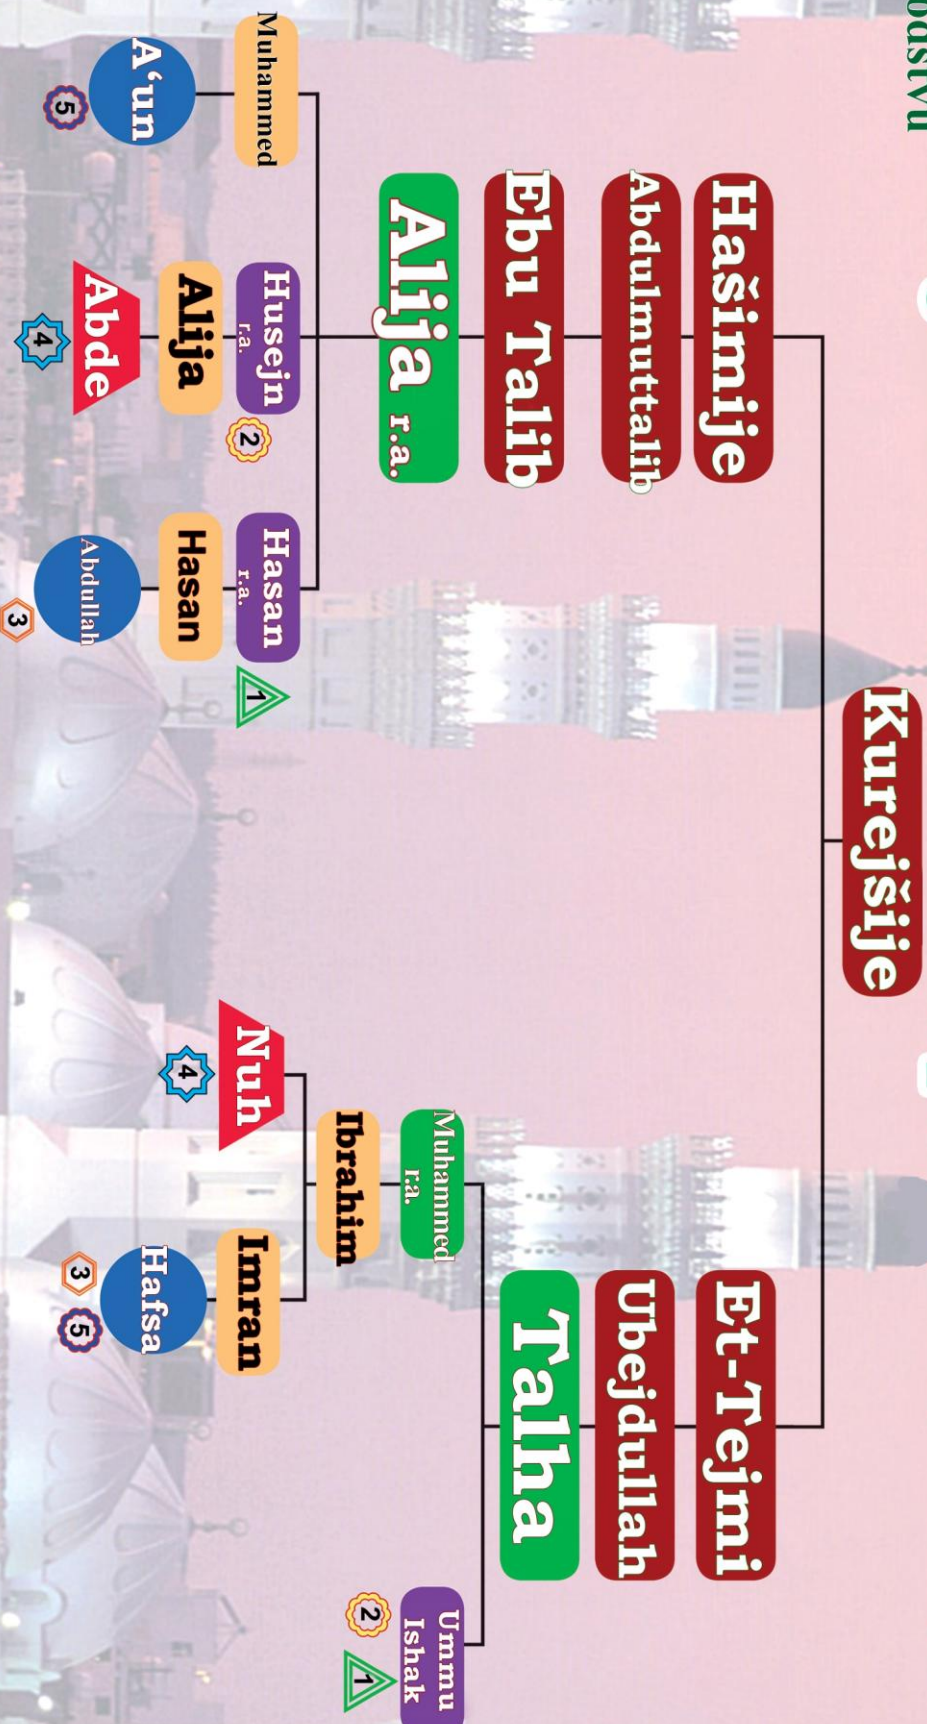 odstvu
Kurejšije
Hašimije
Et-Tejmi
Abdulmuttalib
Ubejdullah
Ebu Talib
Talha
Alija r.a.
Muhammed
r.a.
Ummu
Ishak
2
1
Ibrahim
Muhammed
Husejn
r.a.
2
Hasan
r.a.
1
Nuh
4
Imran
A'un
5
Alija
Hasan
Hafsa
3
5
Abde
4
Abdullah
3